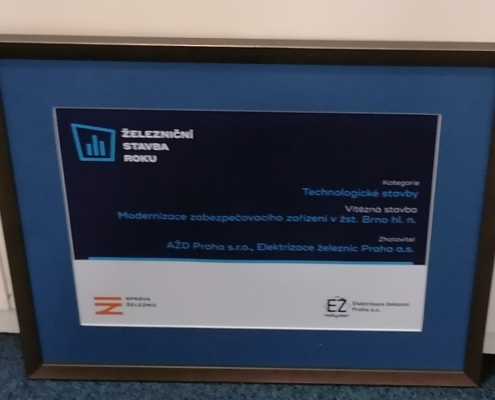 ŽELEZNIČNÍ
STAVBA
ROKU
Kategorie
Technologické stavby
Vítězná stavba
Modernizace zabezpečovacího zařízení v žst. Brno hl. n.
Zhotovitel
AŽD Praha s.r.o., Elektrizace železnic Praha a.s.
SPRÁVA
ŽELEZNIC
EŽ
Elektrizace železnic
Praha a.s.